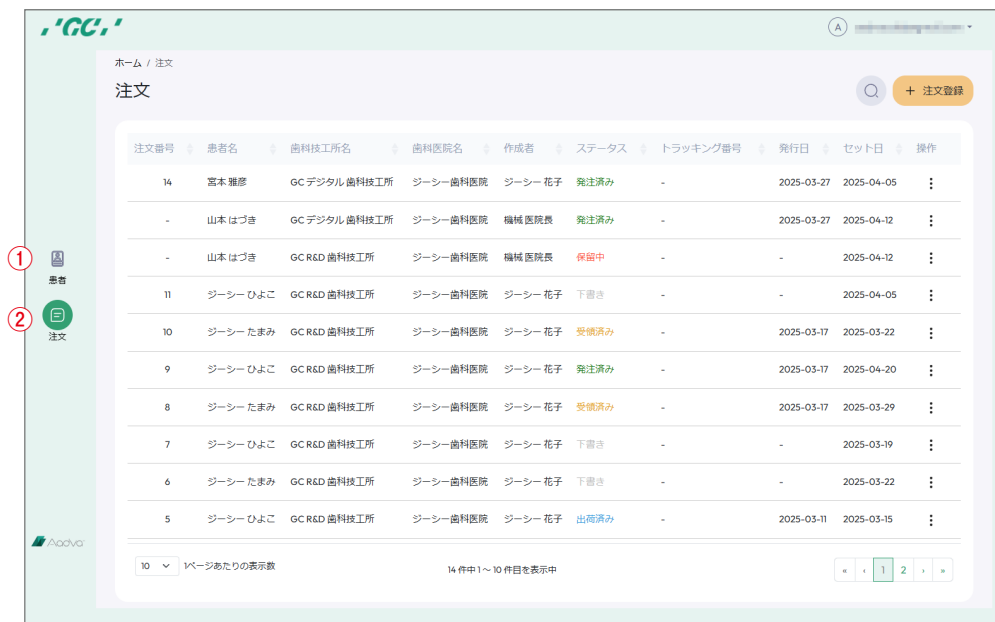 GC
A
ホーム / 注文
注文
+ 注文登録
注文番号 患者名 歯科技工所名 歯科医院名 作成者 ステータス トラッキング番号 発行日 セット日 操作
14 宮本 雅彦 GC デジタル 歯科技工所 ジーシー歯科医院 ジーシー 花子 発注済み - 2025-03-27 2025-04-05
- 山本 はづき GC デジタル 歯科技工所 ジーシー歯科医院 機械 医院長 発注済み - 2025-03-27 2025-04-12
- 山本 はづき GC R&D 歯科技工所 ジーシー歯科医院 機械 医院長 保留中 - - 2025-04-12
11 ジーシー ひよこ GC R&D 歯科技工所 ジーシー歯科医院 ジーシー 花子 下書き - - 2025-04-05
10 ジーシー たまみ GC R&D 歯科技工所 ジーシー歯科医院 ジーシー 花子 受領済み - 2025-03-17 2025-03-22
9 ジーシー ひよこ GC R&D 歯科技工所 ジーシー歯科医院 ジーシー 花子 発注済み - 2025-03-17 2025-04-20
8 ジーシー たまみ GC R&D 歯科技工所 ジーシー歯科医院 ジーシー 花子 受領済み - 2025-03-17 2025-03-29
7 ジーシー ひよこ GC R&D 歯科技工所 ジーシー歯科医院 ジーシー 花子 下書き - - 2025-03-19
6 ジーシー たまみ GC R&D 歯科技工所 ジーシー歯科医院 ジーシー 花子 下書き - - 2025-03-22
5 ジーシー ひよこ GC R&D 歯科技工所 ジーシー歯科医院 ジーシー 花子 出荷済み - 2025-03-11 2025-03-15
10 1ページあたりの表示数 14 件中 1 ~ 10 件目を表示中 « ‹ 1 2 › »
① 患者
② 注文
Aadva